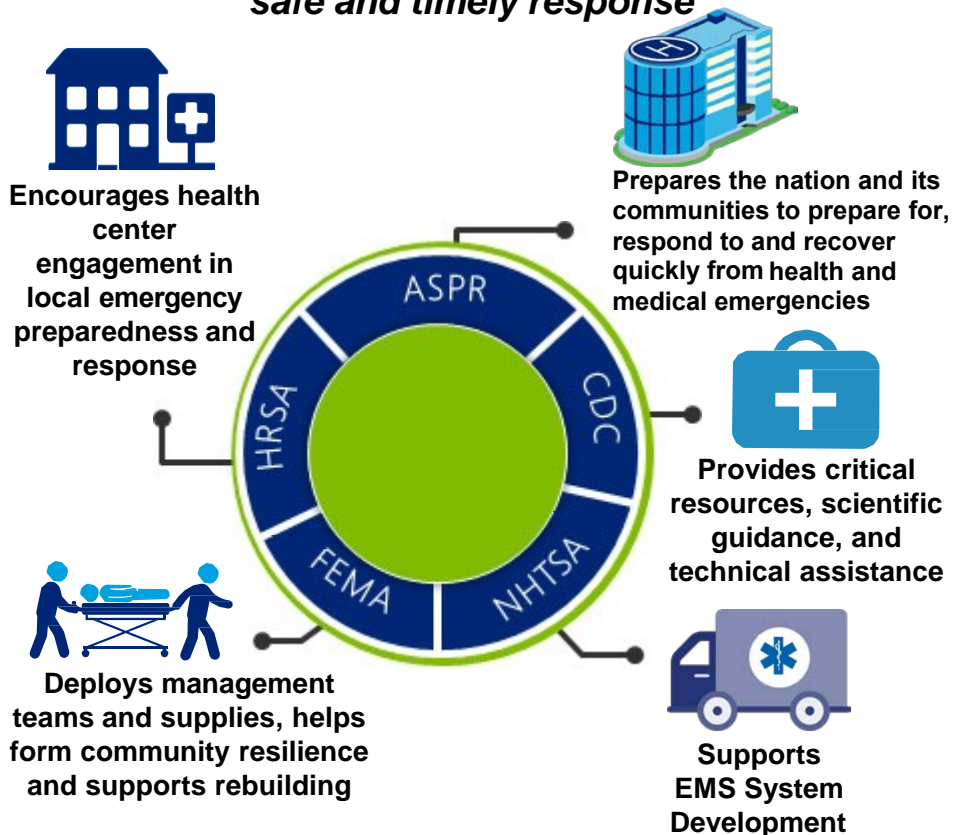 safe and timely response
Encourages health
center
engagement in
local emergency
preparedness and
response
H
Prepares the nation and its
communities to prepare for,
respond to and recover
quickly from health and
medical emergencies
ASPR
CDC
NHTSA
FEMA
HRSA
Provides critical
resources, scientific
guidance, and
technical assistance
Deploys management
teams and supplies, helps
form community resilience
and supports rebuilding
Supports
EMS System
Development